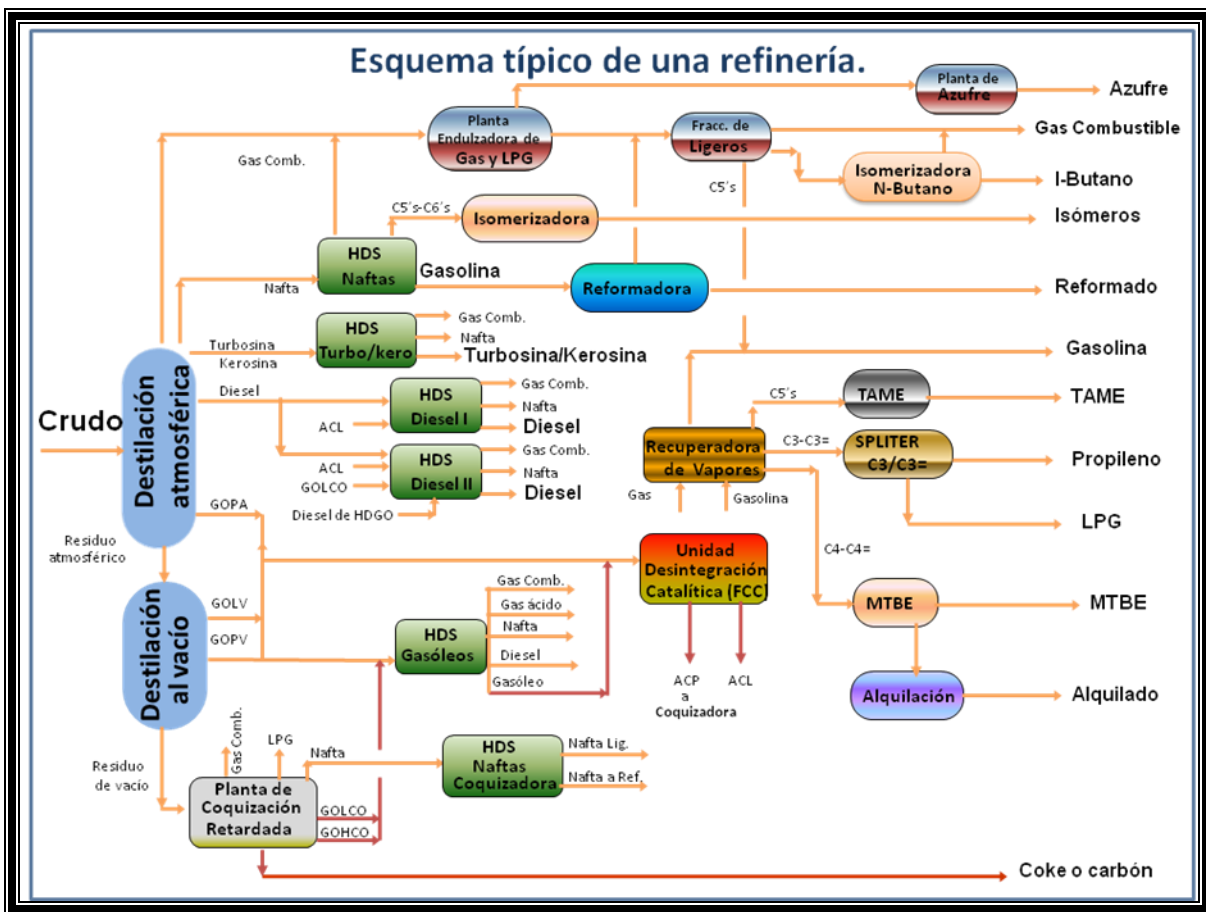 Esquema típico de una refinería.
Planta de
Azufre
Azufre
Planta
Endulzadora de
Gas y LPG
Fracc. de
Ligeros
Gas Combustible
Gas Comb.
Isomerizadora
N-Butano
I-Butano
C5´s
C5´s-C6´s
Isomerizadora
Isómeros
HDS
Naftas
Gasolina
Nafta
Reformadora
Reformado
HDS
Turbo/kero
Gas Comb.
Nafta
Turbosina/Kerosina
Turbosina
Kerosina
Gasolina
Crudo
Destilación
atmosférica
Diesel
HDS
Diesel I
Gas Comb.
Nafta
Diesel
ACL
C5´s
TAME
TAME
Recuperadora
de Vapores
C3-C3=
SPLITER
C3/C3=
Propileno
HDS
Diesel II
Gas Comb.
Nafta
Diesel
ACL
GOLCO
Diesel de HDGO
Gas
Gasolina
LPG
GOPA
Residuo
atmosférico
Unidad
Desintegración
Catalítica (FCC)
C4-C4=
Destilación
al vacío
GOLV
GOPV
HDS
Gasóleos
Gas Comb.
Gas ácido
Nafta
Diesel
Gasóleo
MTBE
MTBE
ACP
a
Coquizadora
ACL
Alquilación
Alquilado
Residuo
de vacío
Gas Comb.
LPG
Nafta
HDS
Naftas
Coquizadora
Nafta Lig.
Nafta a Ref.
Planta de
Coquización
Retardada
GOLCO
GOHCO
Coke o carbón